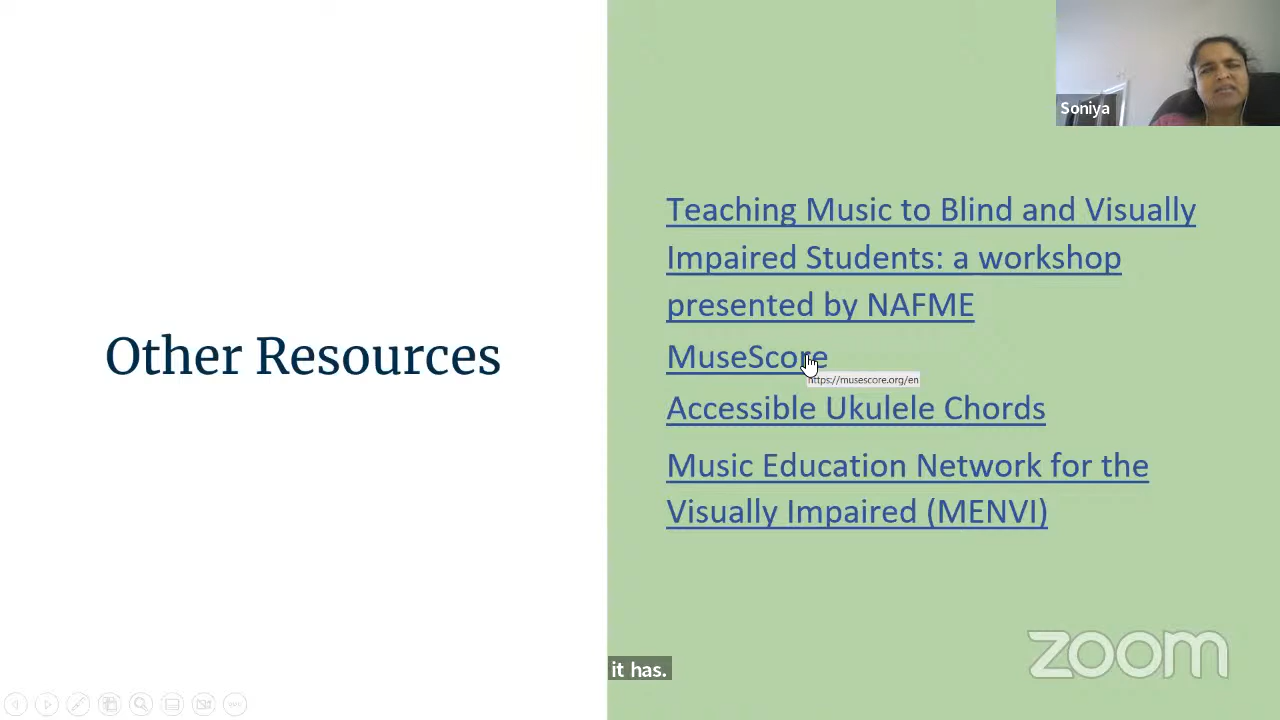 Soniya
Other Resources
Teaching Music to Blind and Visually
Impaired Students: a workshop
presented by NAFME
MuseScore
https://musescore.org/en
Accessible Ukulele Chords
Music Education Network for the
Visually Impaired (MENVI)
it has.
zoom